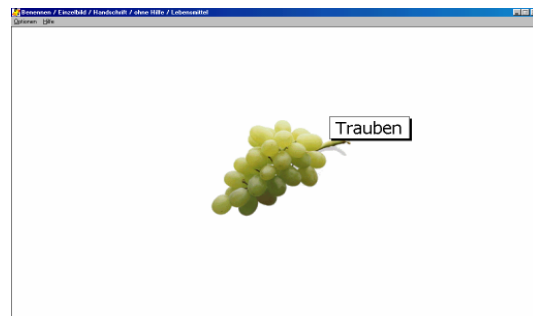 Benennen / Einzelbild / Handschrift / ohne Hilfe / Lebensmittel
Optionen Hilfe
Trauben